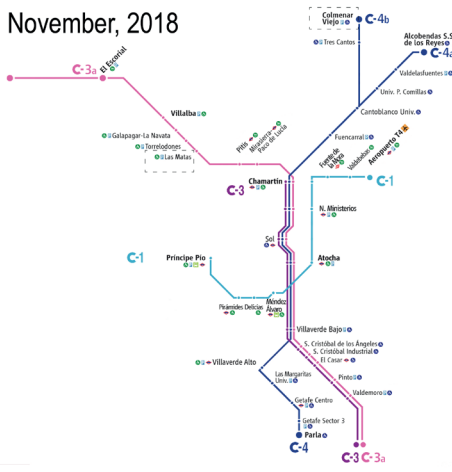 November, 2018
Colmenar
Viejo
C-4b
Tres Cantos
Alcobendas S.S.
de los Reyes
C-4a
Valdelasfuentes
Univ. P. Comillas
Cantoblanco Univ.
C-3a
El Escorial
Villalba
Galapagar-La Navata
Torrelodones
Las Matas
Pitis
Mirasierra-
Paco de Lucía
Fuencarral
Fuente de
la Mora
Valdebebas
Aeropuerto T4
C-1
Chamartín
C-3
N. Ministerios
Sol
C-1
Príncipe Pío
Atocha
Pirámides
Delicias
Méndez
Álvaro
Villaverde Bajo
S. Cristóbal de los Ángeles
S. Cristóbal Industrial
El Casar
Villaverde Alto
Las Margaritas
Univ.
Pinto
Valdemoro
Getafe Centro
Getafe Sector 3
Parla
C-4
C-3
C-3a